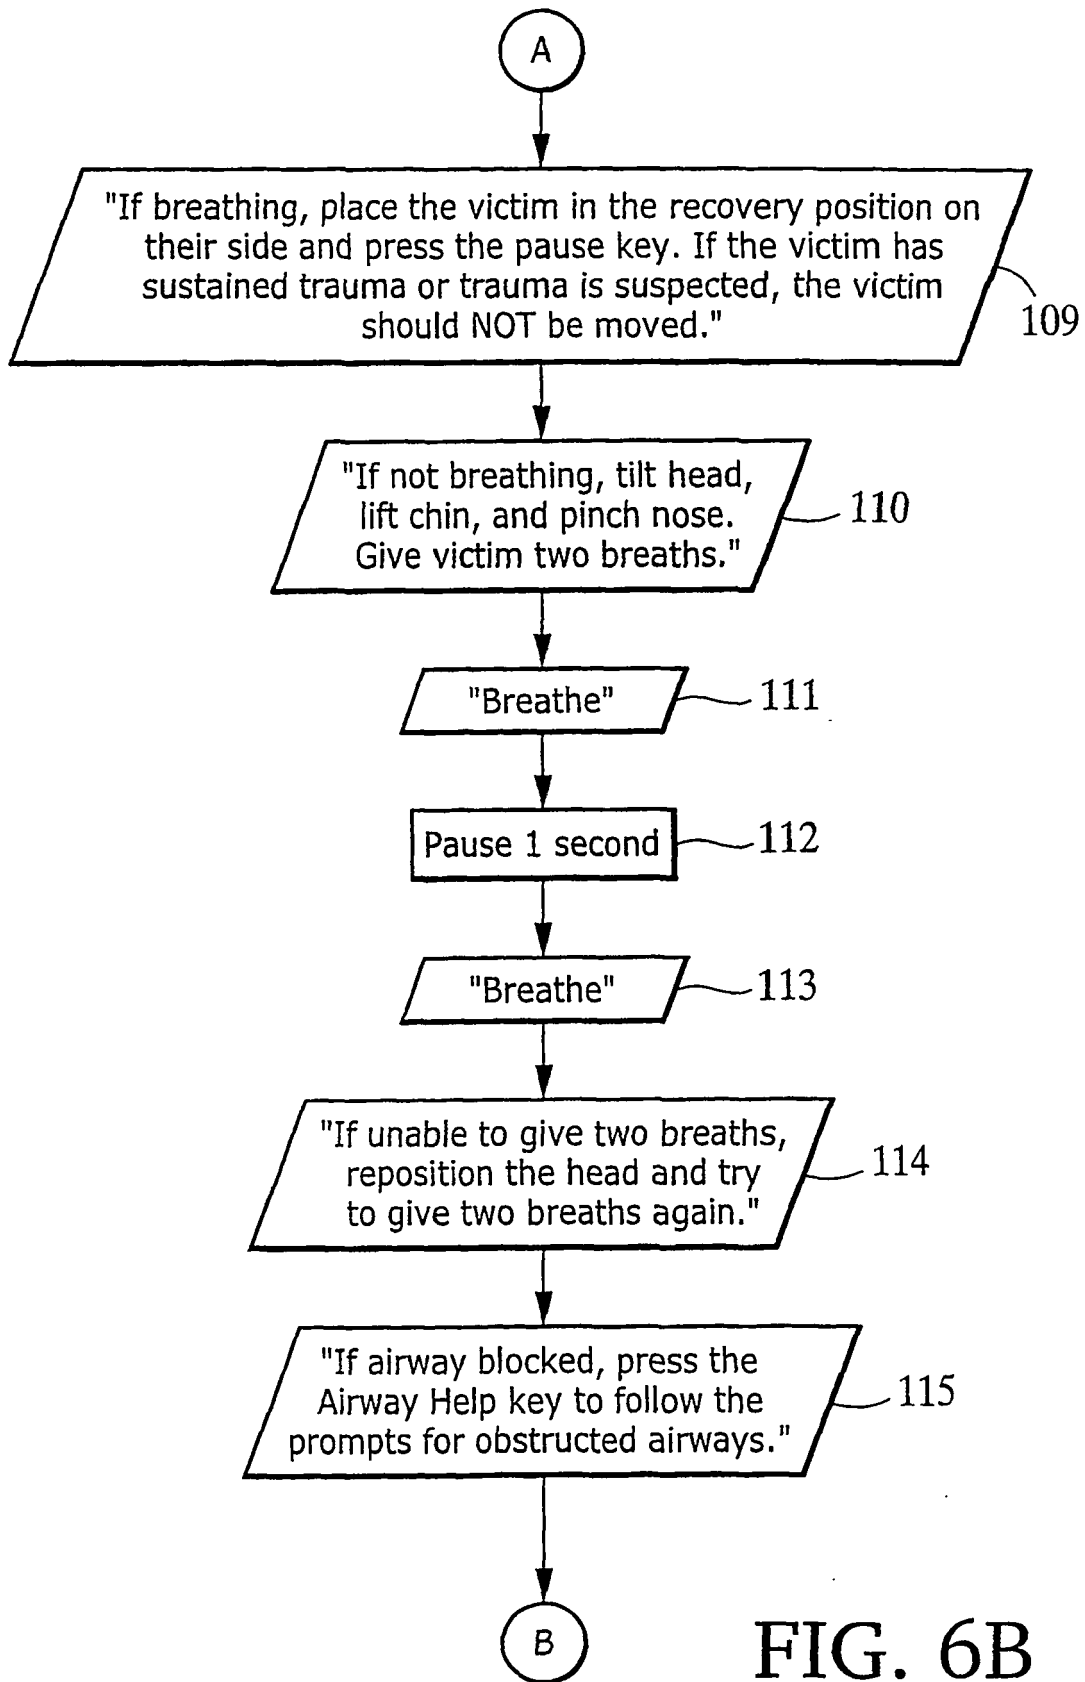 A
"If breathing, place the victim in the recovery position on
their side and press the pause key. If the victim has
sustained trauma or trauma is suspected, the victim
should NOT be moved."
109
"If not breathing, tilt head,
lift chin, and pinch nose.
Give victim two breaths."
110
"Breathe"
111
Pause 1 second
112
"Breathe"
113
"If unable to give two breaths,
reposition the head and try
to give two breaths again."
114
"If airway blocked, press the
Airway Help key to follow the
prompts for obstructed airways."
115
B
FIG. 6B